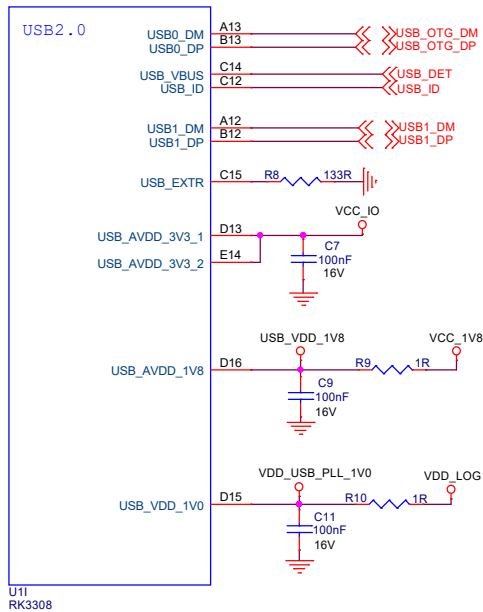 USB2.0
USB0_DM A13 USB_OTG_DM
USB0_DP B13 USB_OTG_DP
USB_VBUS C14 USB_DET
USB_ID C12 USB_ID
USB1_DM A12 USB1_DM
USB1_DP B12 USB1_DP
USB_EXTR C15 R8 133R
VCC_IO
USB_AVDD_3V3_1 D13
C7
USB_AVDD_3V3_2 E14 100nF
16V
USB_VDD_1V8 VCC_1V8
USB_AVDD_1V8 D16 R9 1R
C9
100nF
16V
VDD_USB_PLL_1V0 VDD_LOG
USB_VDD_1V0 D15 R10 1R
C11
100nF
16V
U1I
RK3308